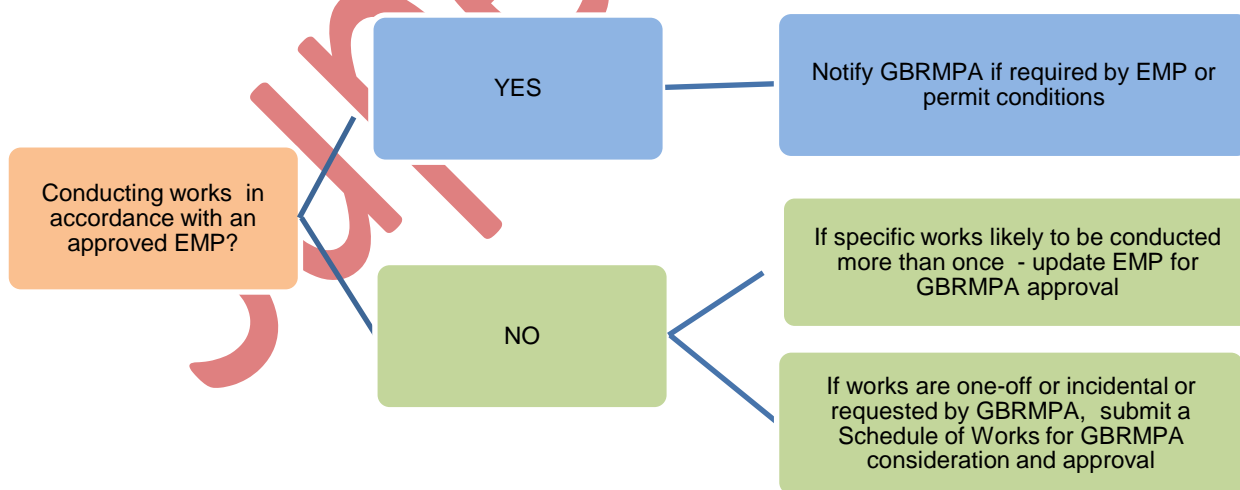 Conducting works in
accordance with an
approved EMP?
YES
Notify GBRMPA if required by EMP or
permit conditions
NO
If specific works likely to be conducted
more than once - update EMP for
GBRMPA approval
If works are one-off or incidental or
requested by GBRMPA, submit a
Schedule of Works for GBRMPA
consideration and approval